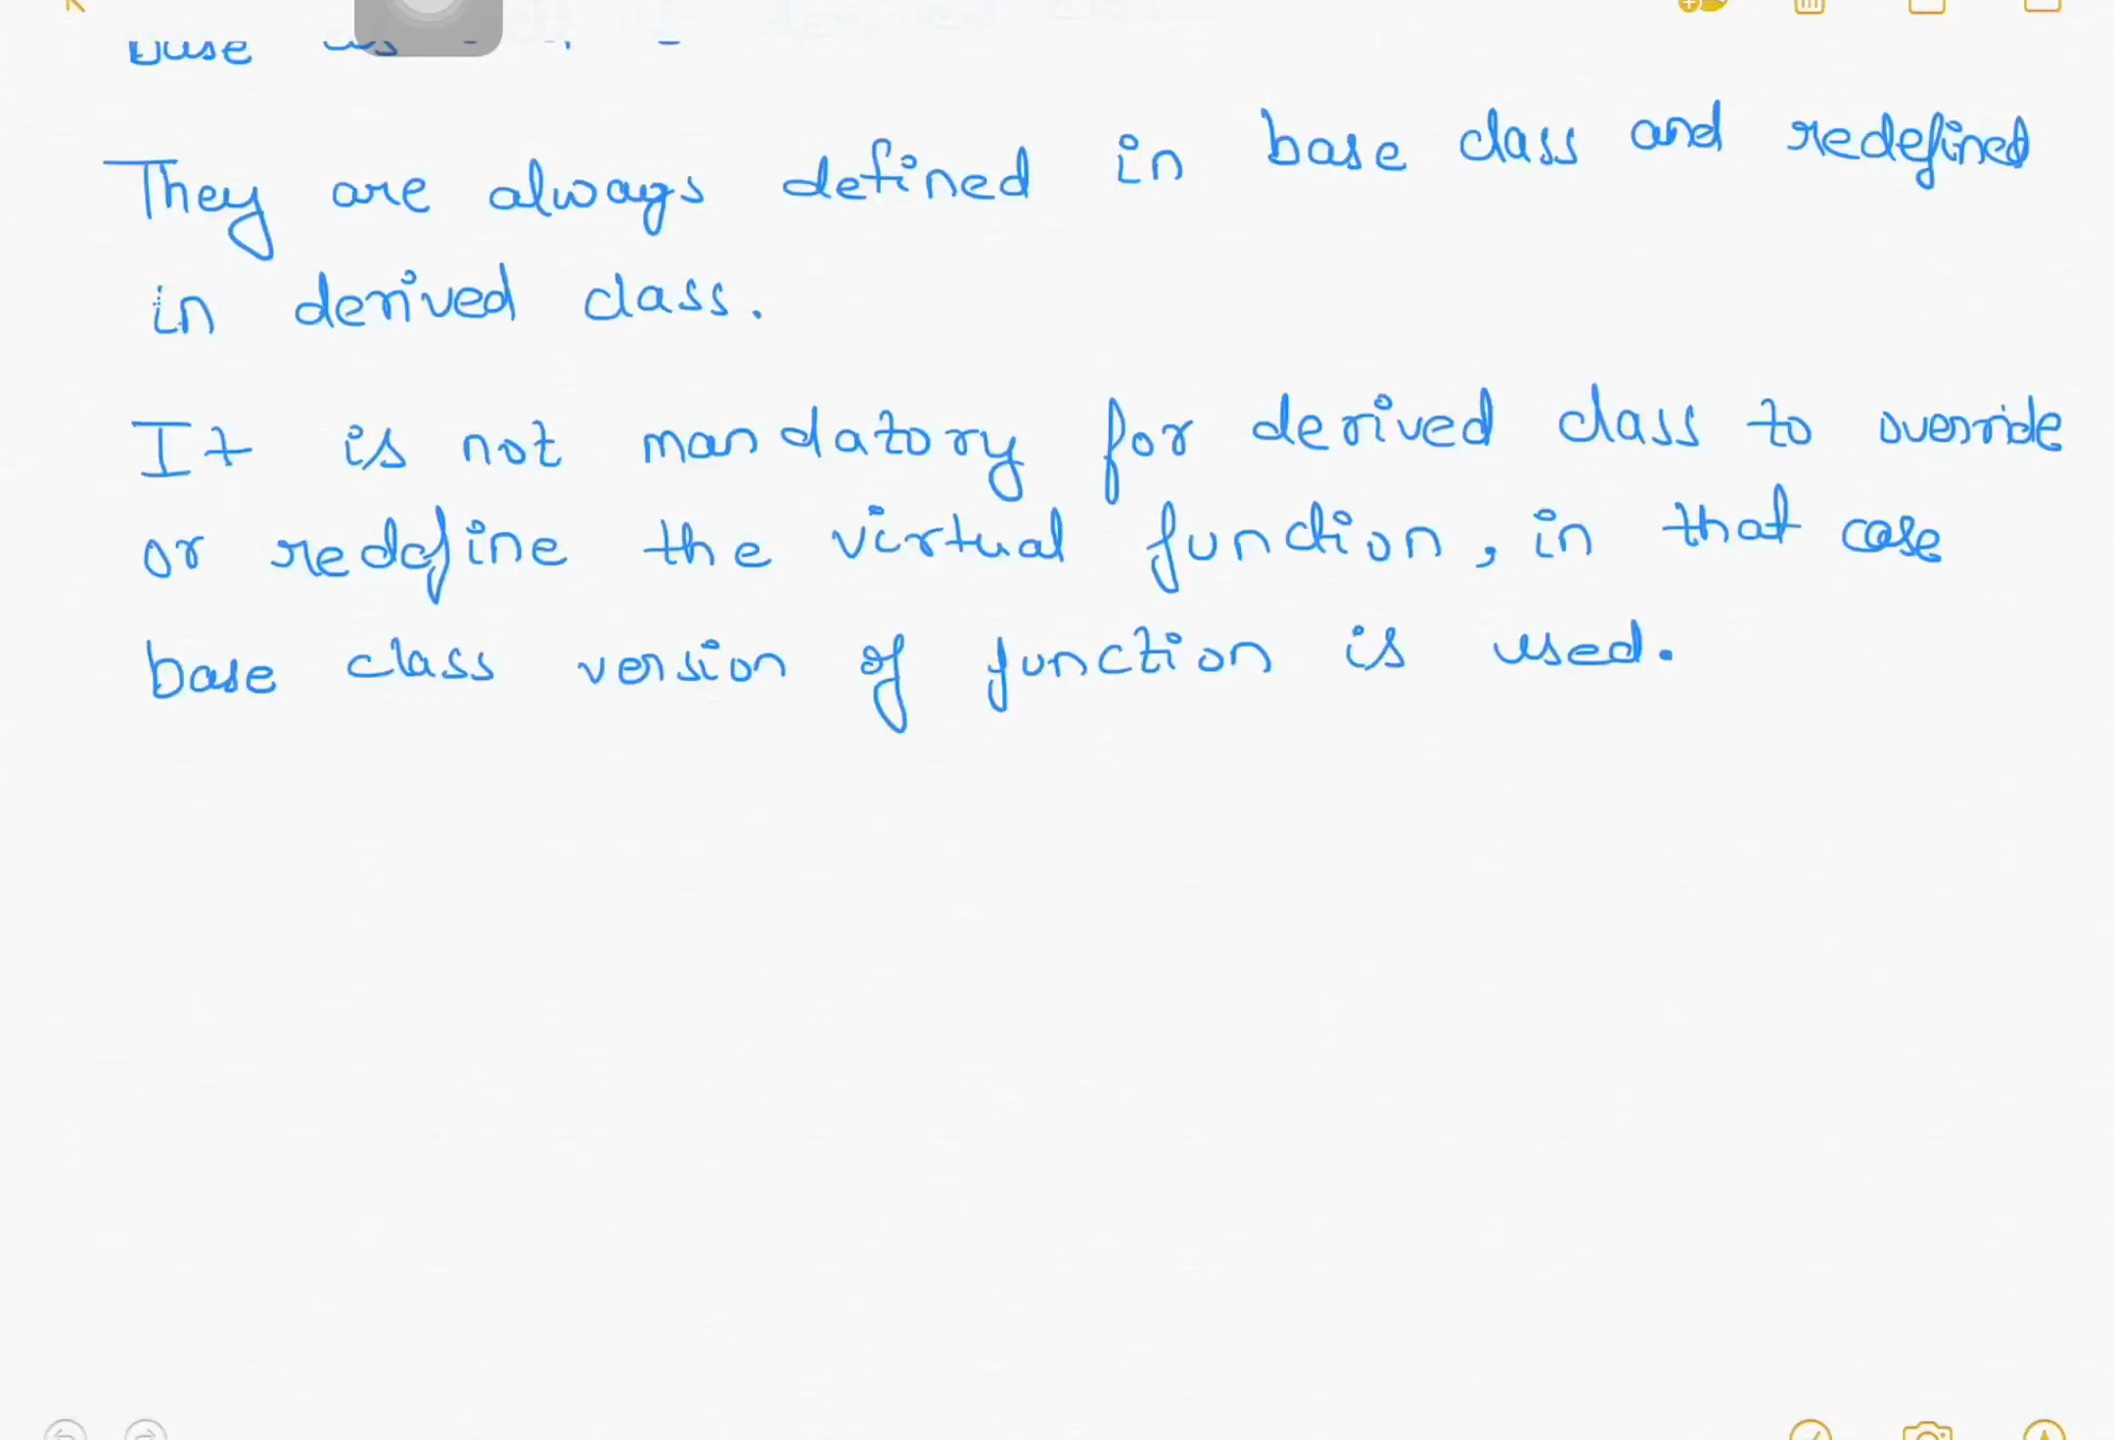 base
They are always defined in base class and redefined
in derived class.
It is not mandatory for derived class to override
or redefine the virtual function, in that case
base class version of function is used.